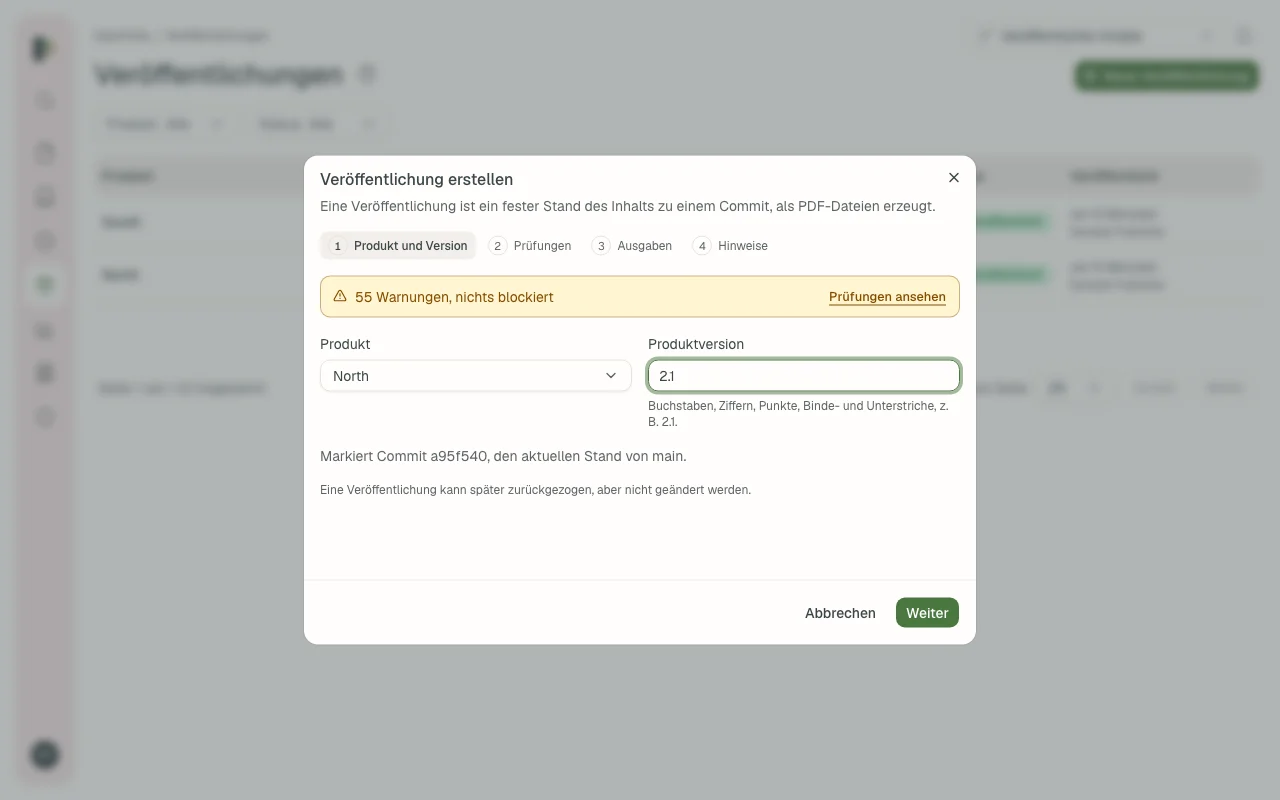 Veröffentlichungen
Veröffentlichung erstellen
Eine Veröffentlichung ist ein fester Stand des Inhalts zu einem Commit, als PDF-Dateien erzeugt.
1 Produkt und Version 2 Prüfungen 3 Ausgaben 4 Hinweise
55 Warnungen, nichts blockiert Prüfungen ansehen
Produkt Produktversion
North 2.1
Buchstaben, Ziffern, Punkte, Binde- und Unterstriche, z.
B. 2.1.
Markiert Commit a95f540, den aktuellen Stand von main.
Eine Veröffentlichung kann später zurückgezogen, aber nicht geändert werden.
Abbrechen Weiter